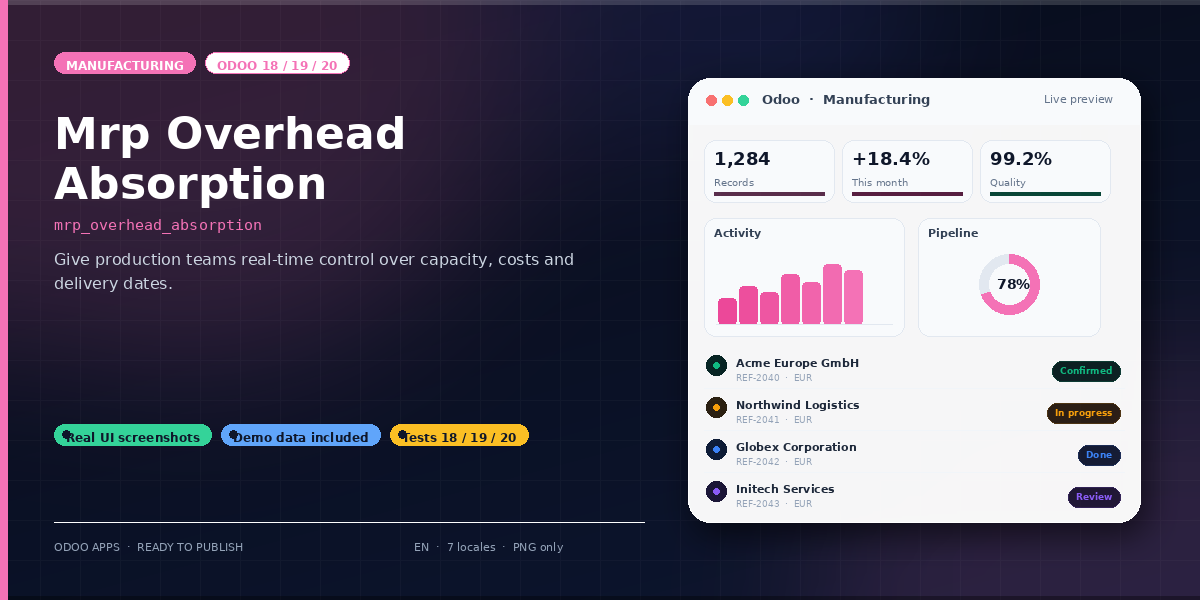 MANUFACTURING
ODOO 18 / 19 / 20
Mrp Overhead
Absorption
mrp_overhead_absorption
Give production teams real-time control over capacity, costs and
delivery dates.
Real UI screenshots
Demo data included
Tests 18 / 19 / 20
ODOO APPS · READY TO PUBLISH
EN · 7 locales · PNG only
Odoo · Manufacturing
Live preview
1,284
Records
+18.4%
This month
99.2%
Quality
Activity
Pipeline
78%
Acme Europe GmbH
REF-2040 · EUR
Confirmed
Northwind Logistics
REF-2041 · EUR
In progress
Globex Corporation
REF-2042 · EUR
Done
Initech Services
REF-2043 · EUR
Review